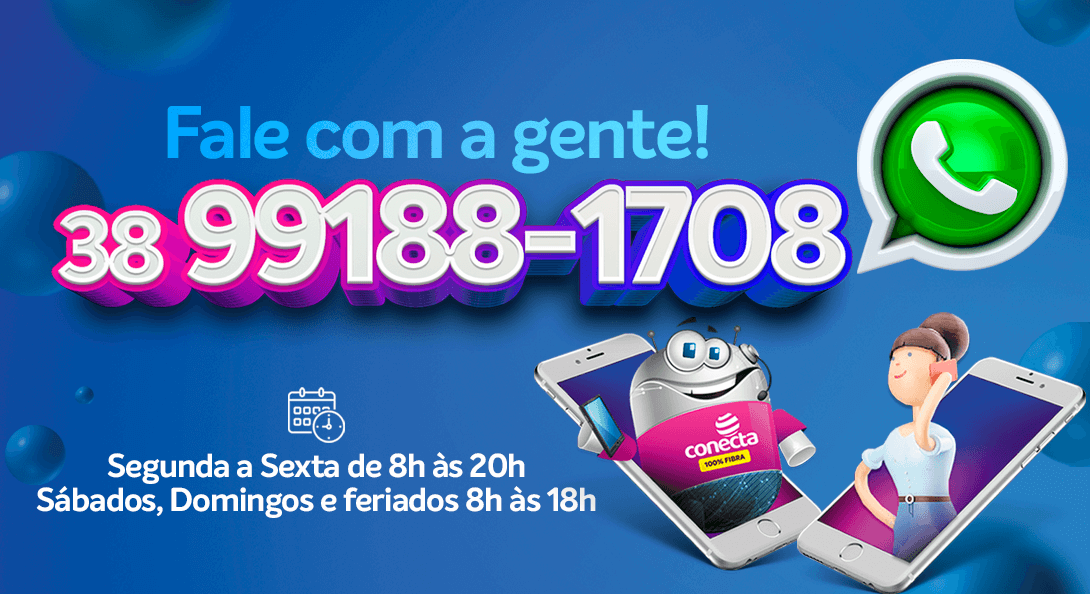 Fale com a gente!
38 99188-1708
Segunda a Sexta de 8h às 20h
Sábados, Domingos e feriados 8h às 18h
conecta
100% FIBRA